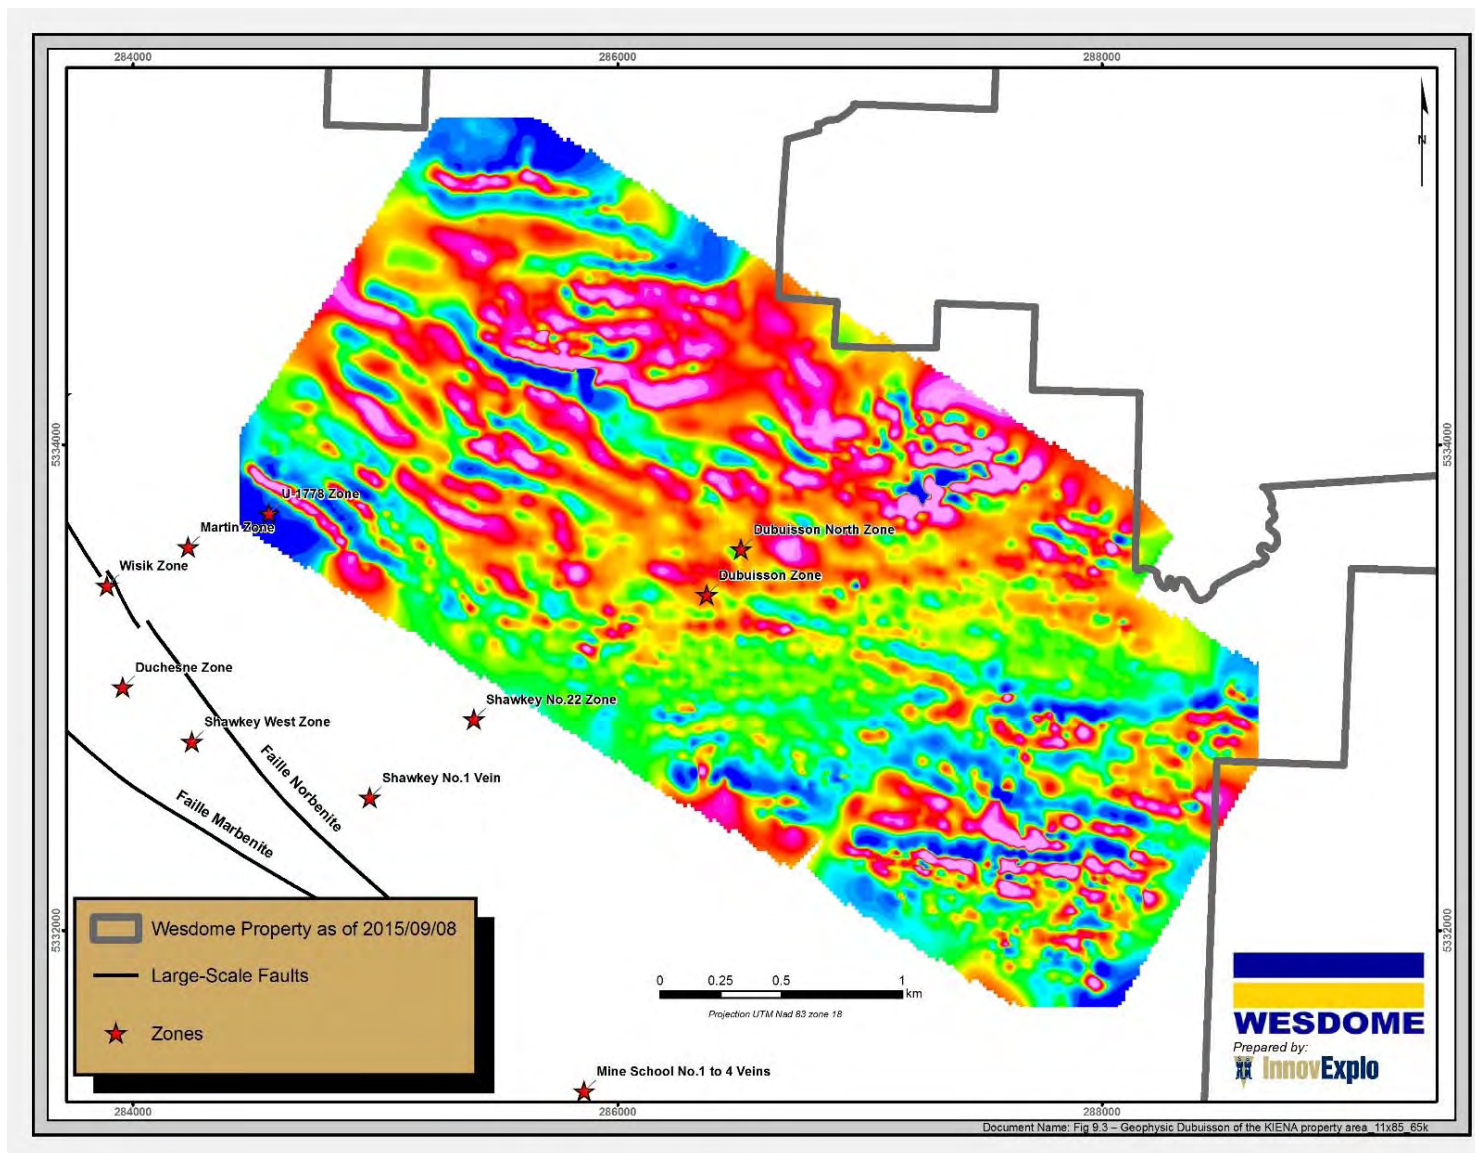 284000
286000
288000
N
5334000
5334000
U-1778 Zone
Martin Zone
Dubuisson North Zone
Wisik Zone
Dubuisson Zone
Duchesne Zone
Shawkey No.22 Zone
Shawkey West Zone
Faille Norbenite
Shawkey No.1 Vein
Faille Marbenite
5332000
5332000
Wesdome Property as of 2015/09/08
Large-Scale Faults
Zones
0 0.25 0.5 1
km
Projection UTM Nad 83 zone 18
WESDOME
Prepared by:
InnovExplo
Mine School No.1 to 4 Veins
284000
286000
288000
Document Name: Fig 9.3 – Geophysic Dubuisson of the KIENA property area_11x85_65k